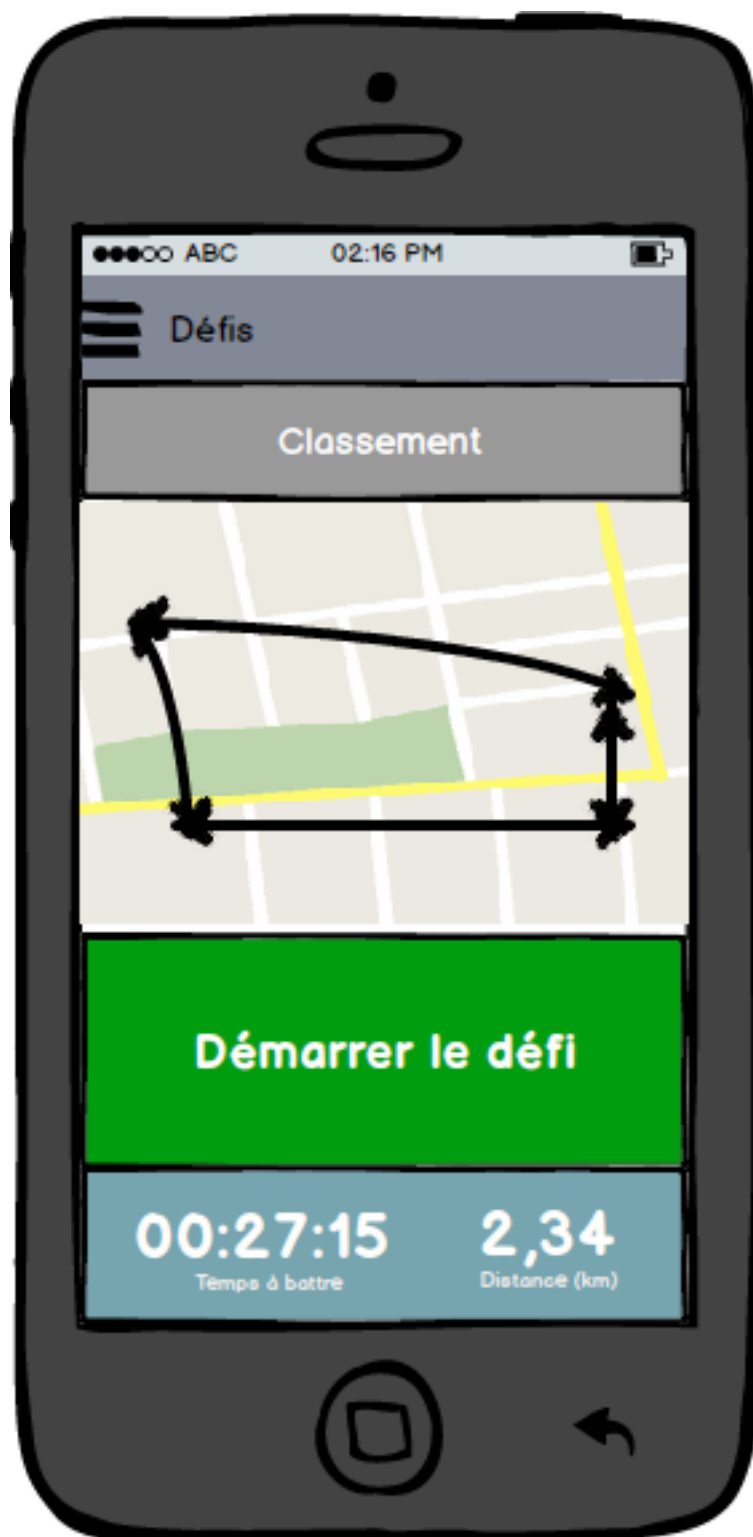 ABC 02:16 PM
Défis
Classement
Démarrer le défi
00:27:15 2,34
Temps à battre Distance (km)